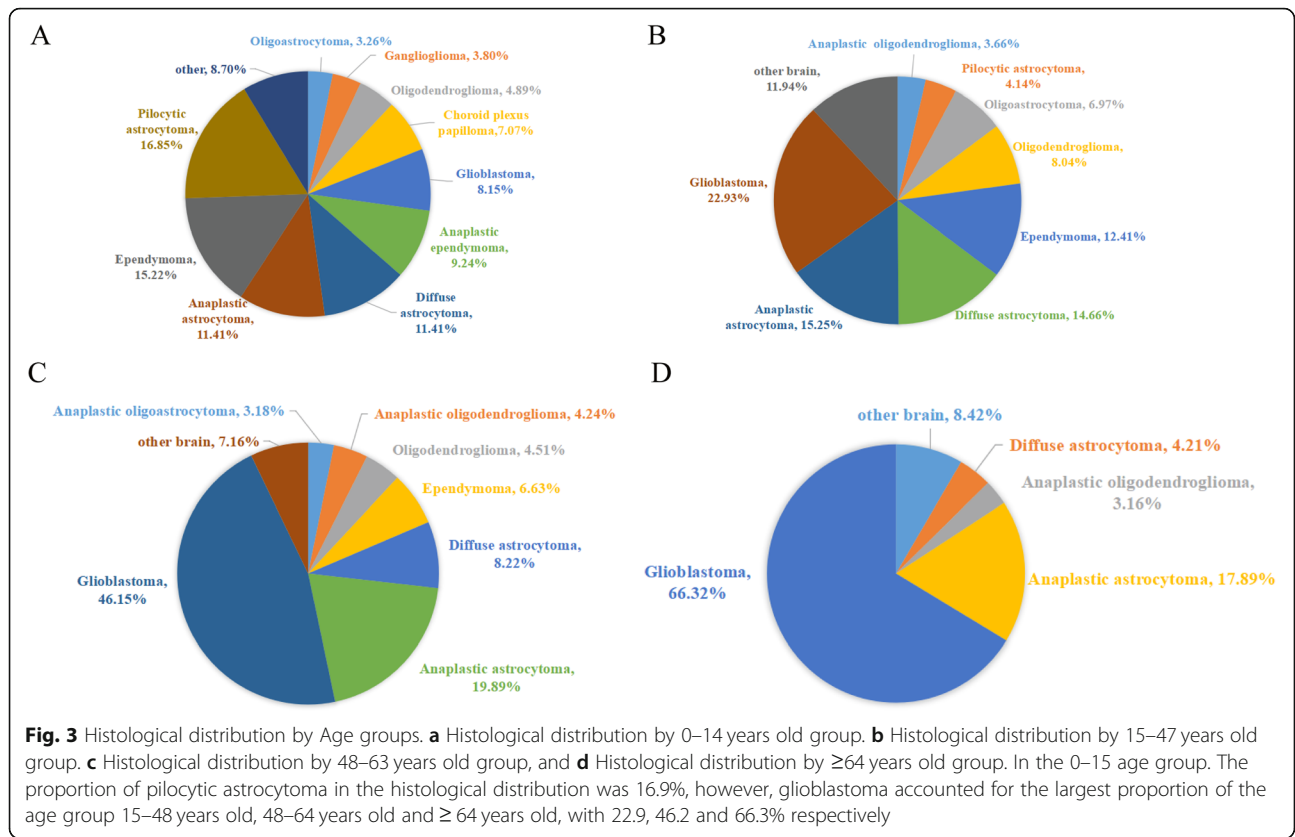 A
Oligoastrocytoma, 3.26%
Ganglioglioma, 3.80%
Oligodendroglioma, 4.89%
Choroid plexus
papilloma,7.07%
Glioblastoma,
8.15%
Anaplastic
ependymoma,
9.24%
Diffuse
astrocytoma,
11.41%
Anaplastic
astrocytoma,
11.41%
Ependymoma,
15.22%
Pilocytic
astrocytoma,
16.85%
other, 8.70%
B
Anaplastic oligodendroglioma, 3.66%
Pilocytic astrocytoma,
4.14%
Oligoastrocytoma, 6.97%
Oligodendroglioma,
8.04%
Ependymoma, 12.41%
Diffuse astrocytoma, 14.66%
Anaplastic
astrocytoma, 15.25%
Glioblastoma,
22.93%
other brain,
11.94%
C
Anaplastic oligoastrocytoma, 3.18%
Anaplastic oligodendroglioma, 4.24%
Oligodendroglioma, 4.51%
Ependymoma, 6.63%
Diffuse astrocytoma,
8.22%
Anaplastic astrocytoma,
19.89%
Glioblastoma,
46.15%
other brain, 7.16%
D
other brain, 8.42%
Diffuse astrocytoma, 4.21%
Anaplastic oligodendroglioma,
3.16%
Anaplastic astrocytoma, 17.89%
Glioblastoma,
66.32%
Fig. 3 Histological distribution by Age groups. a Histological distribution by 0–14 years old group. b Histological distribution by 15–47 years old
group. c Histological distribution by 48–63 years old group, and d Histological distribution by ≥64 years old group. In the 0–15 age group. The
proportion of pilocytic astrocytoma in the histological distribution was 16.9%, however, glioblastoma accounted for the largest proportion of the
age group 15–48 years old, 48–64 years old and ≥ 64 years old, with 22.9, 46.2 and 66.3% respectively